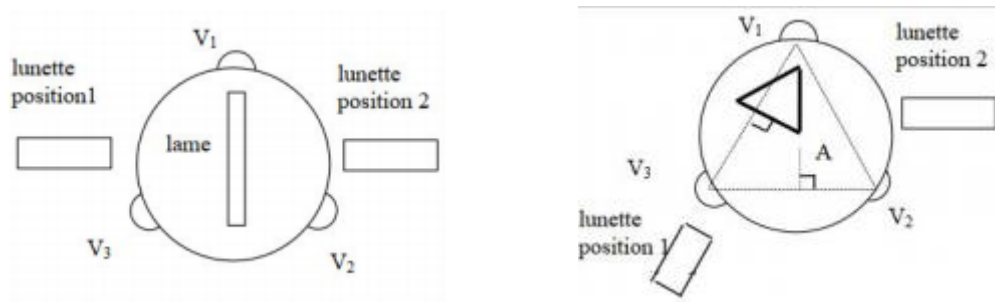 V1
lunette
position1
lunette
position 2
lame
V3
V2
V1
lunette
position 2
A
V3
V2
lunette
position 1